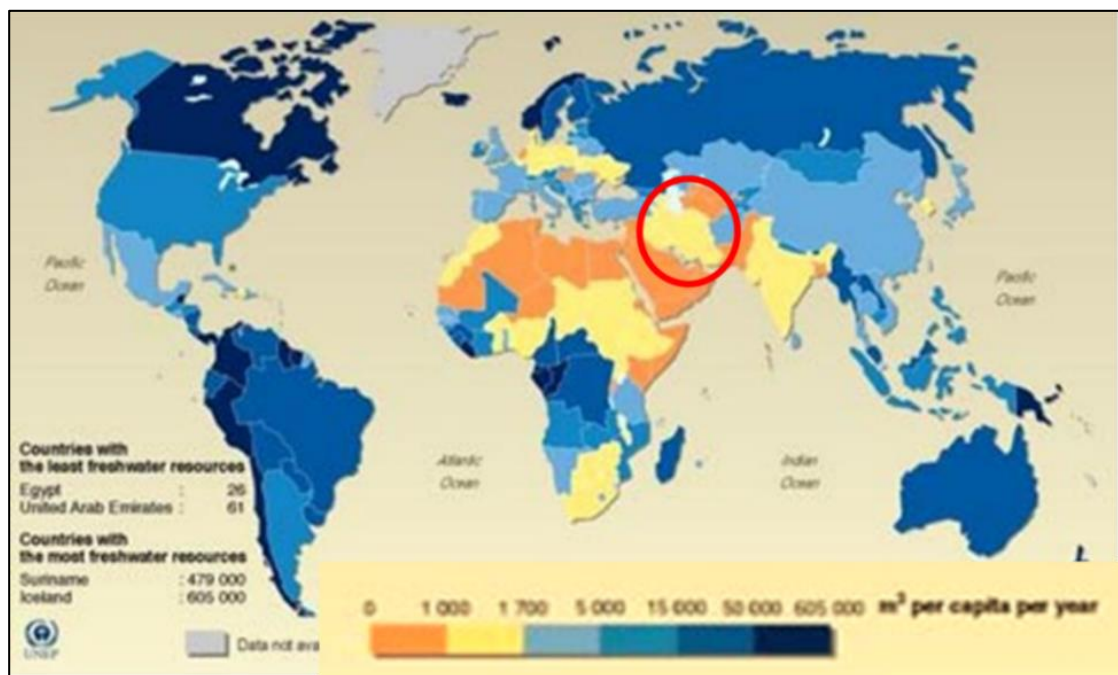 Pacific
Ocean
Pacific
Ocean
Atlantic
Ocean
Indian
Ocean
Countries with
the least freshwater resources
Egypt : 26
United Arab Emirates : 61
Countries with
the most freshwater resources
Suriname : 479 000
Iceland : 605 000
UNEP
Data not ava
0 1 000 1 700 5 000 15 000 50 000 605 000 m³ per capita per year